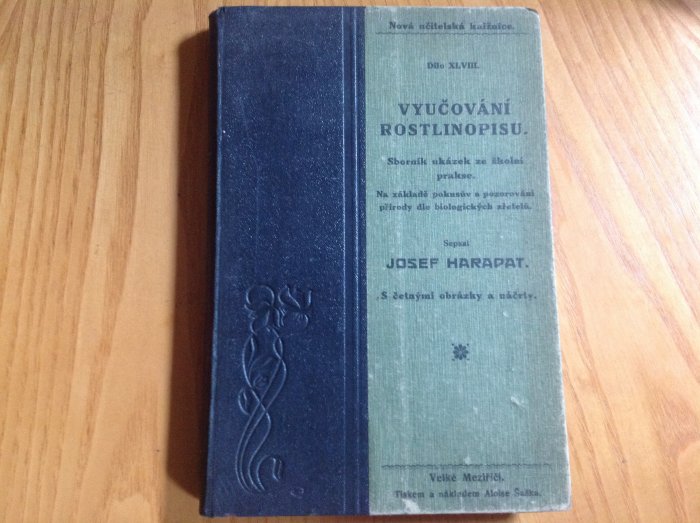 Nová učitelská knižnice.
Dílo XLVIII.
VYUČOVÁNÍ
ROSTLINOPISU.
Sborník ukázek ze školní
prakse.
Na základě pokusův a pozorování
přírody dle biologických zřetelů.
Sepsal
JOSEF HARAPAT.
S četnými obrázky a náčrty.
Velké Meziříčí.
Tiskem a nákladem Aloise Šaška.